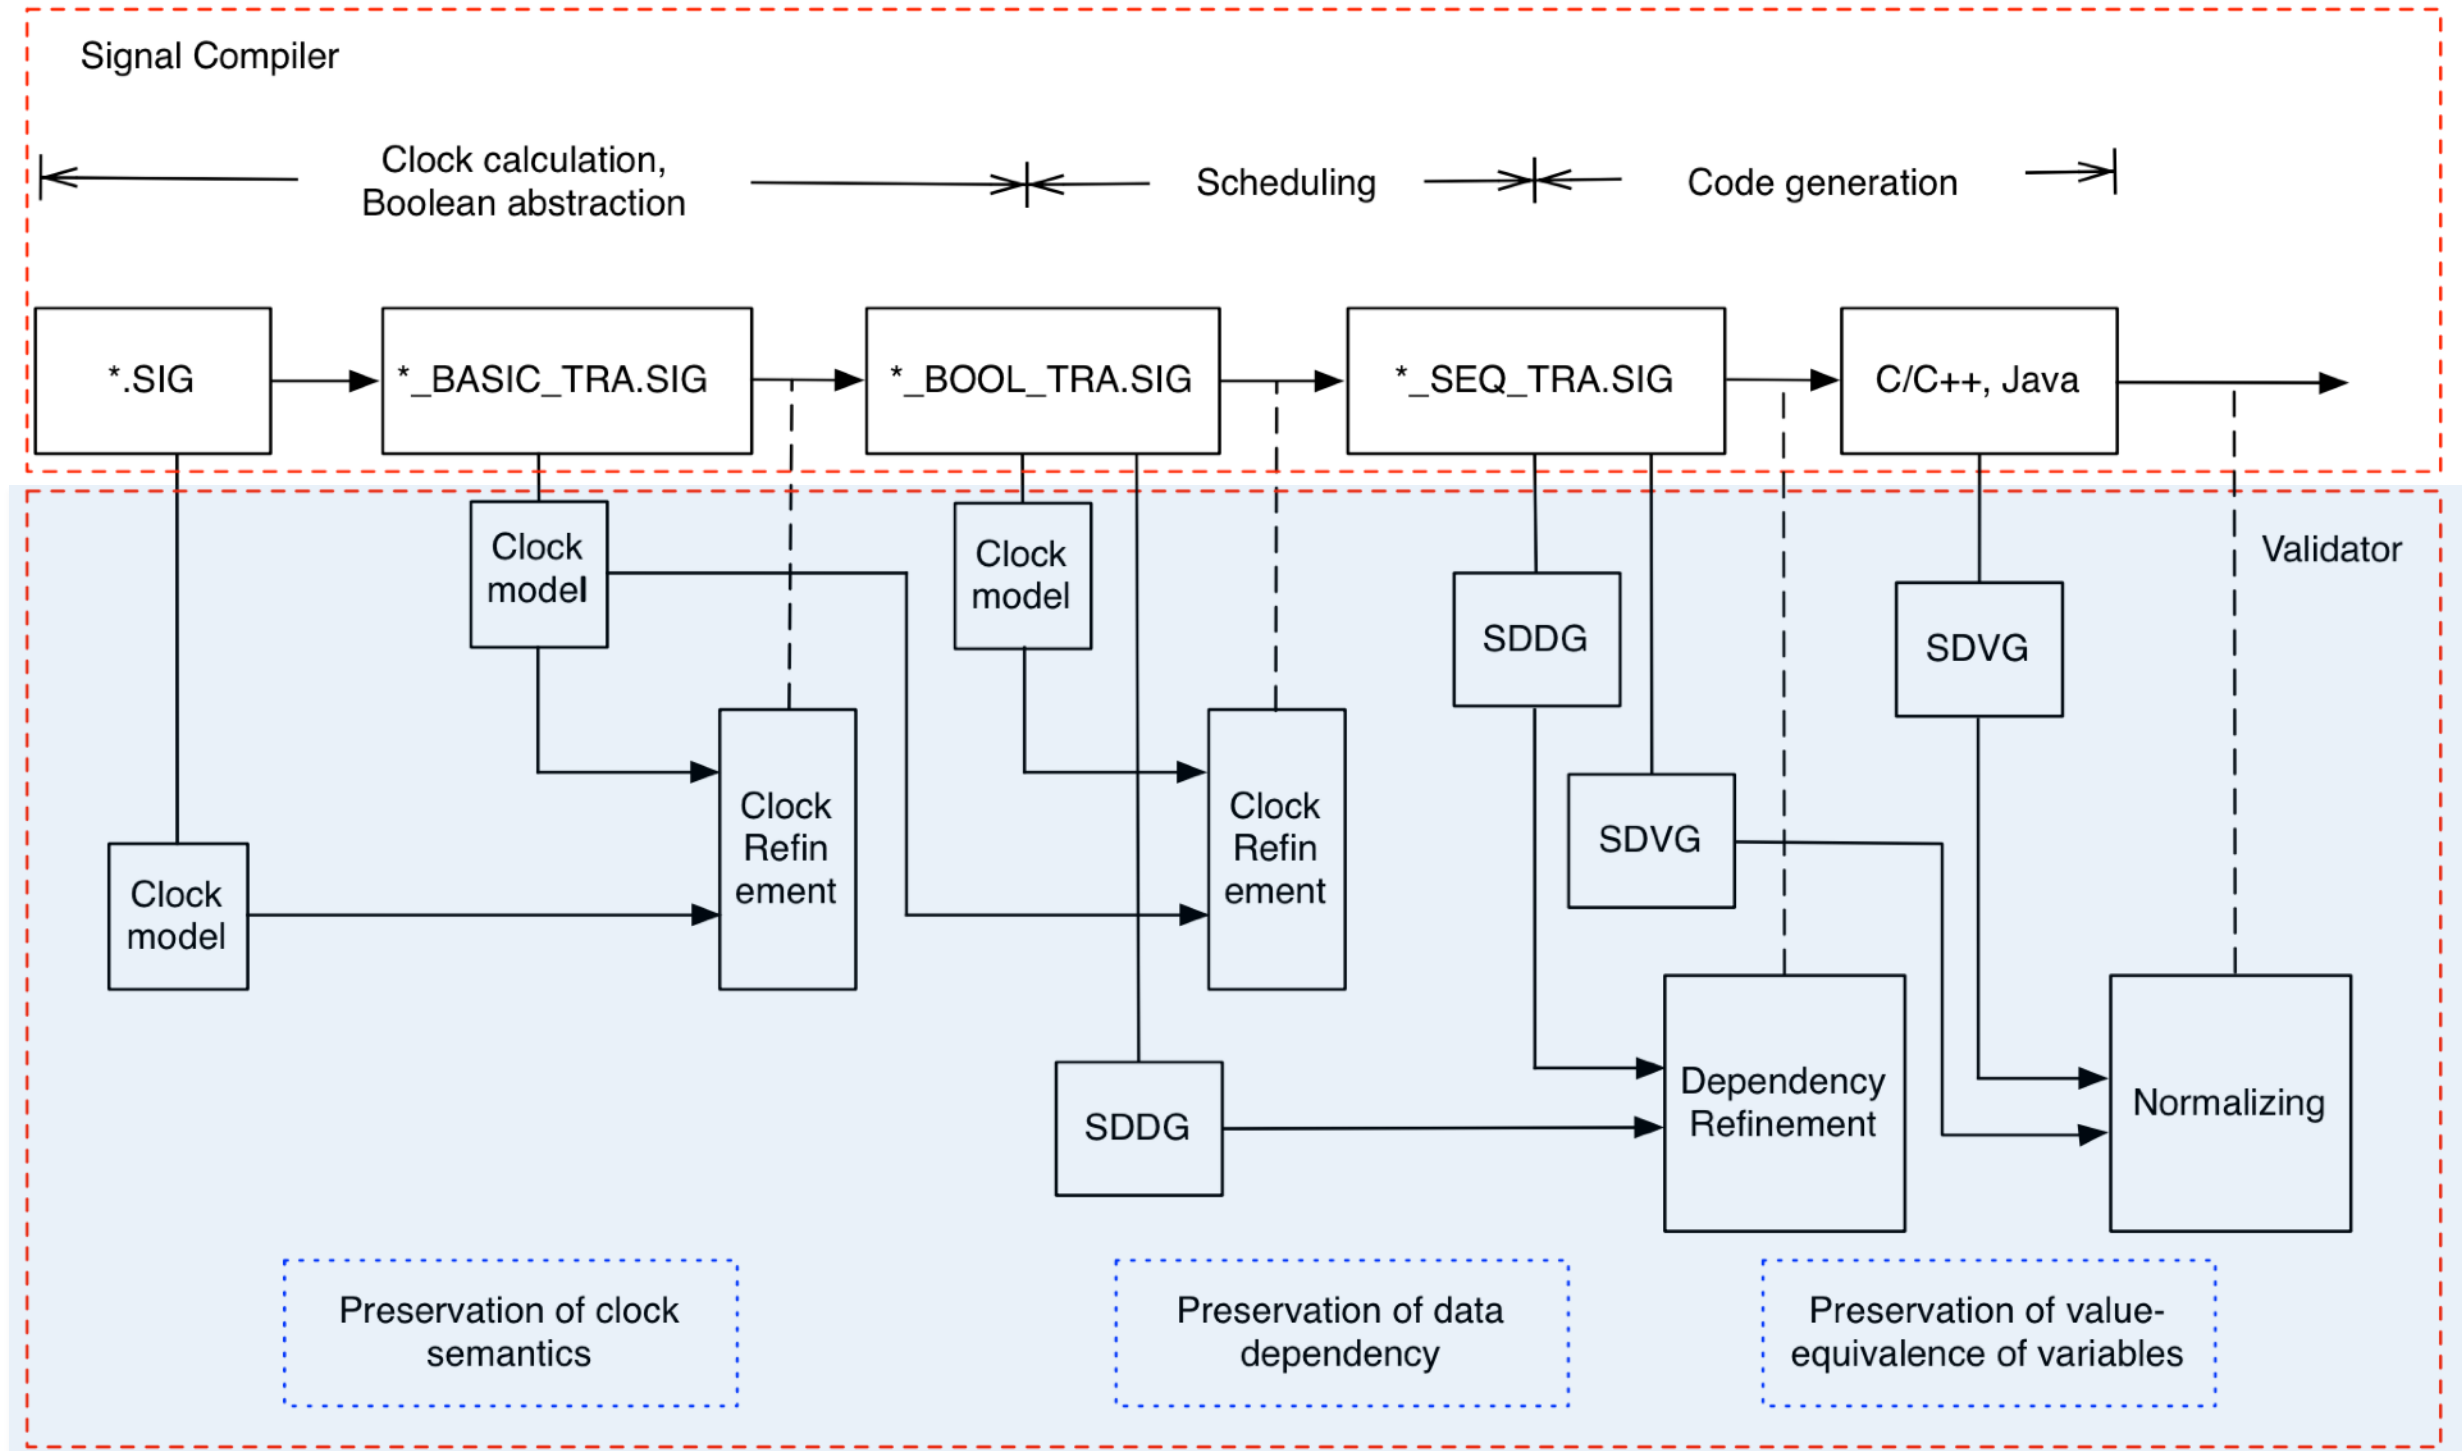 Signal Compiler
Clock calculation,
Boolean abstraction
Scheduling
Code generation
*.SIG
*_BASIC_TRA.SIG
*_BOOL_TRA.SIG
*_SEQ_TRA.SIG
C/C++, Java
Validator
Clock
model
Clock
model
SDDG
SDVG
Clock
Refin
ement
Clock
Refin
ement
SDVG
Clock
model
SDDG
Dependency
Refinement
Normalizing
Preservation of clock
semantics
Preservation of data
dependency
Preservation of value-
equivalence of variables